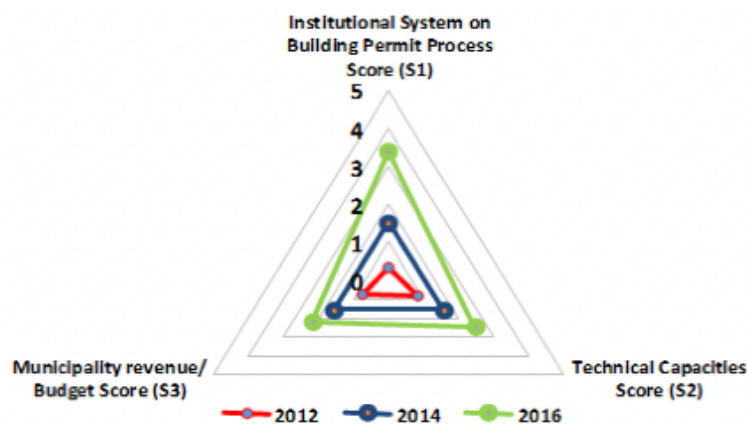 Institutional System on
Building Permit Process
Score (S1)
5
4
3
2
1
0
Municipality revenue/
Budget Score (S3)
Technical Capacities
Score (S2)
2012 2014 2016